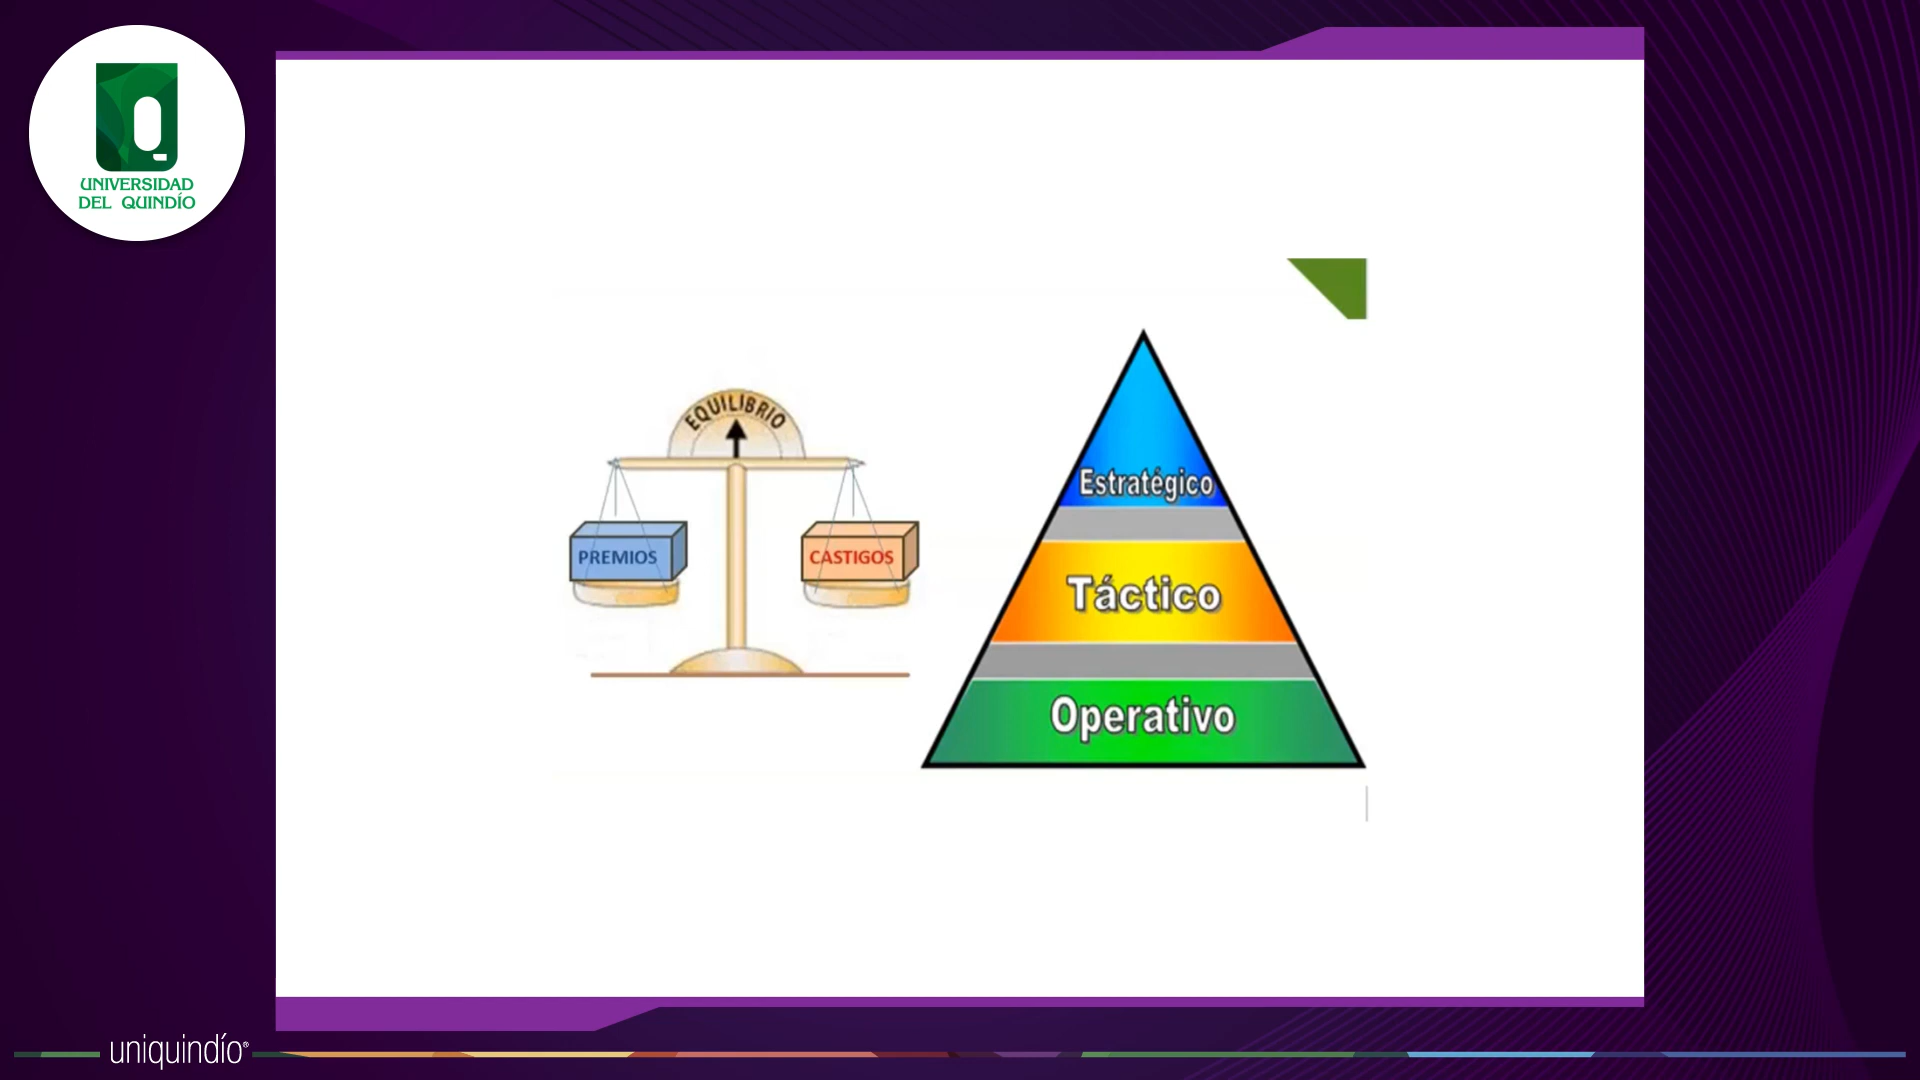 UNIVERSIDAD
DEL QUINDÍO
EQUILIBRIO
PREMIOS
CASTIGOS
Estratégico
Táctico
Operativo
uniquindío®